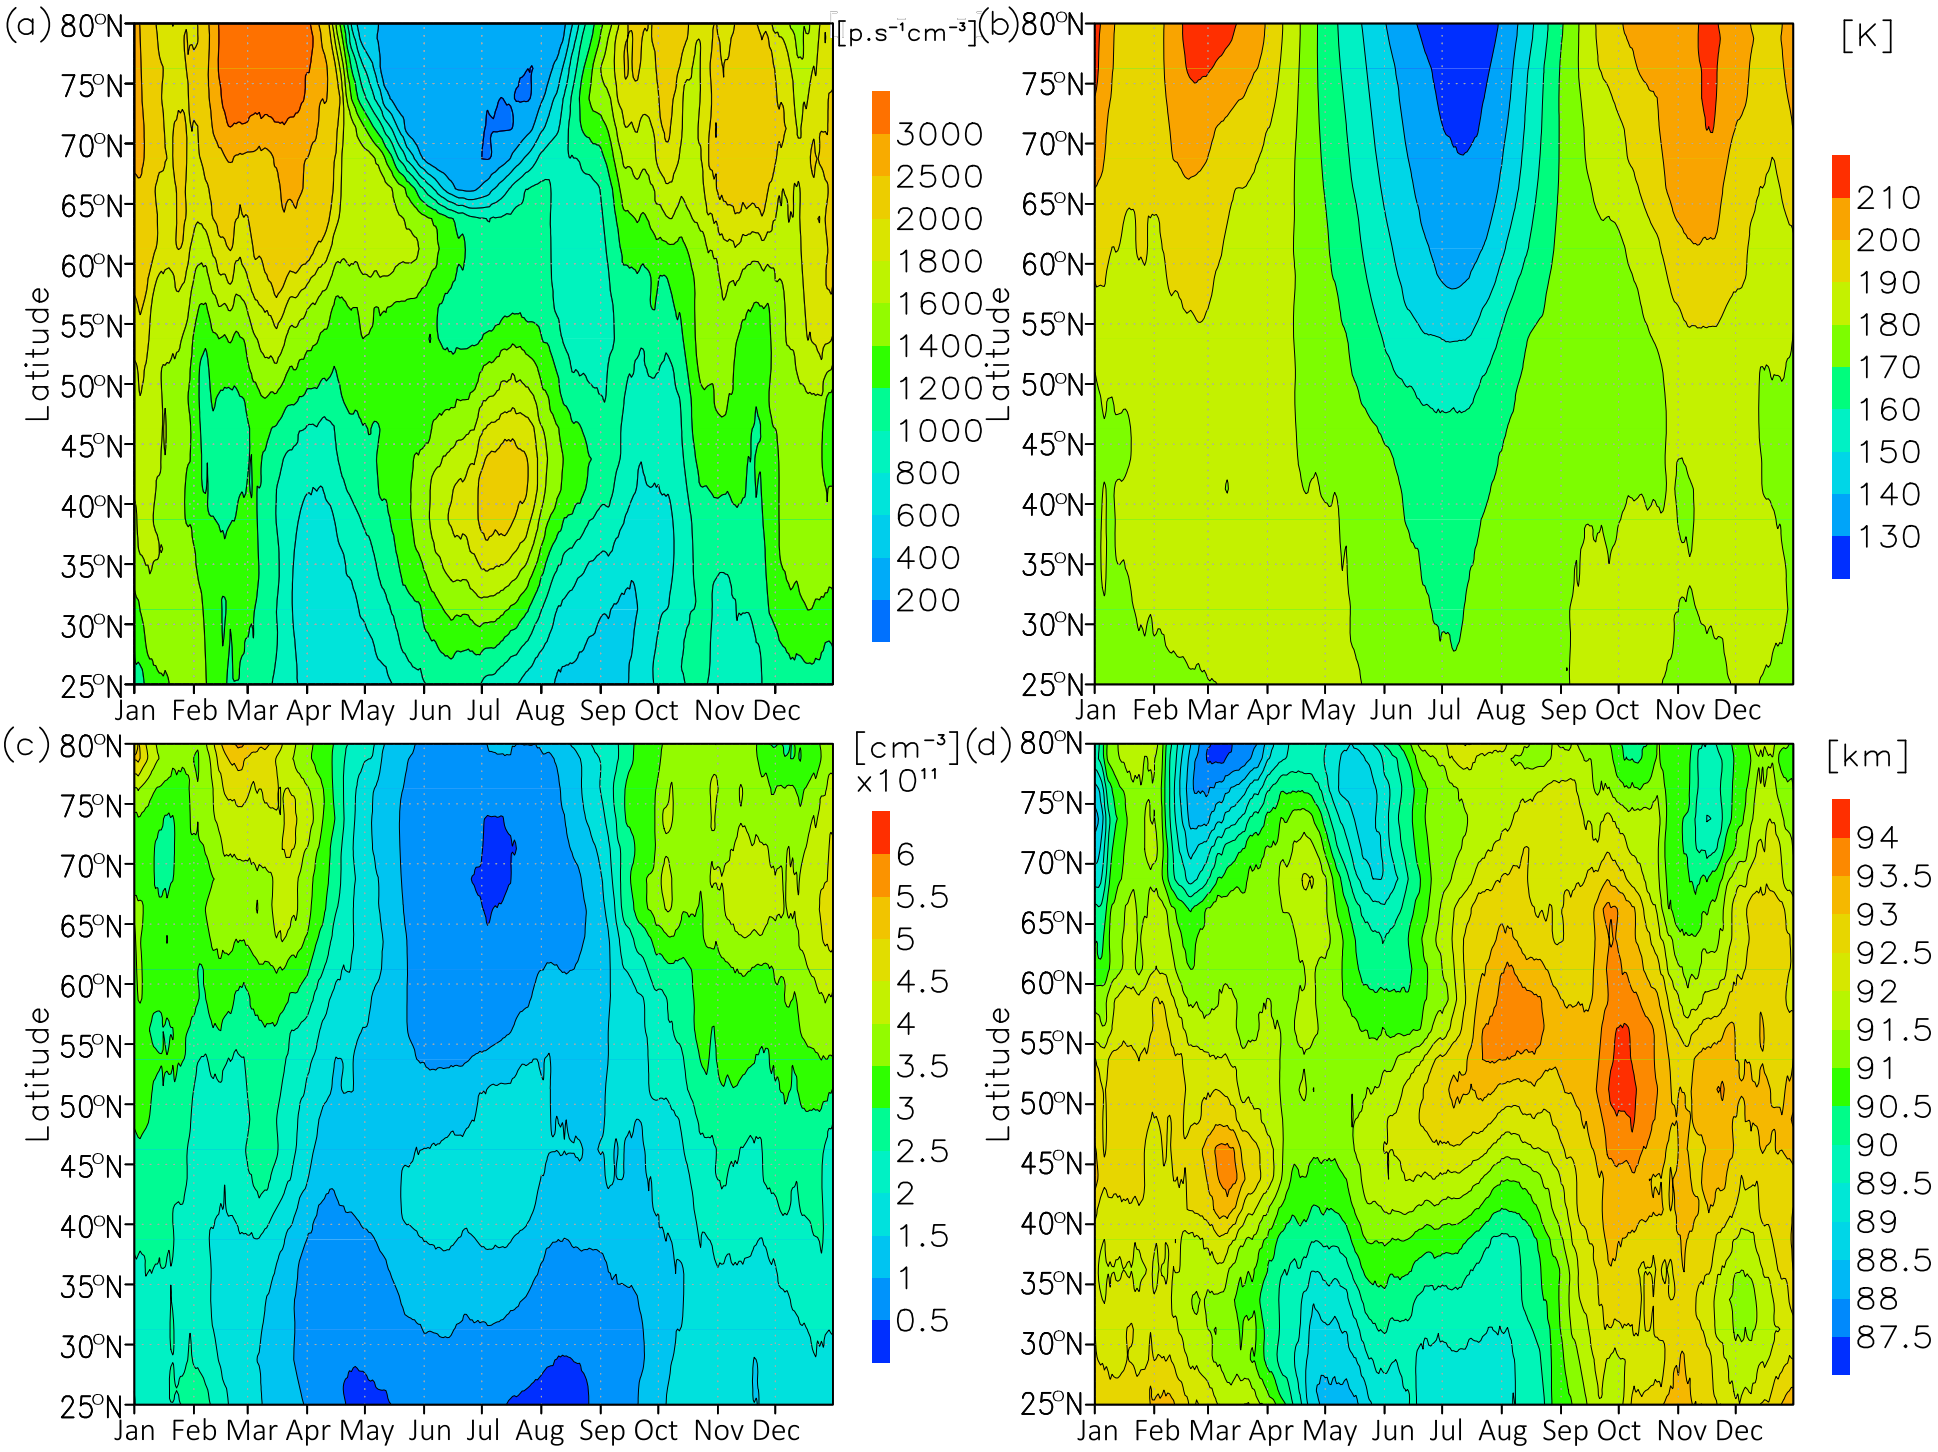 (a)
[p.s⁻¹cm⁻³]
Latitude
80°N
75°N
70°N
65°N
60°N
55°N
50°N
45°N
40°N
35°N
30°N
25°N
Jan Feb Mar Apr May Jun Jul Aug Sep Oct Nov Dec
3000
2500
2000
1800
1600
1400
1200
1000
800
600
400
200
(b)
[K]
Latitude
80°N
75°N
70°N
65°N
60°N
55°N
50°N
45°N
40°N
35°N
30°N
25°N
Jan Feb Mar Apr May Jun Jul Aug Sep Oct Nov Dec
210
200
190
180
170
160
150
140
130
(c)
[cm⁻³]
x10¹¹
Latitude
80°N
75°N
70°N
65°N
60°N
55°N
50°N
45°N
40°N
35°N
30°N
25°N
Jan Feb Mar Apr May Jun Jul Aug Sep Oct Nov Dec
6
5.5
5
4.5
4
3.5
3
2.5
2
1.5
1
0.5
(d)
[km]
Latitude
80°N
75°N
70°N
65°N
60°N
55°N
50°N
45°N
40°N
35°N
30°N
25°N
Jan Feb Mar Apr May Jun Jul Aug Sep Oct Nov Dec
94
93.5
93
92.5
92
91.5
91
90.5
90
89.5
89
88.5
88
87.5